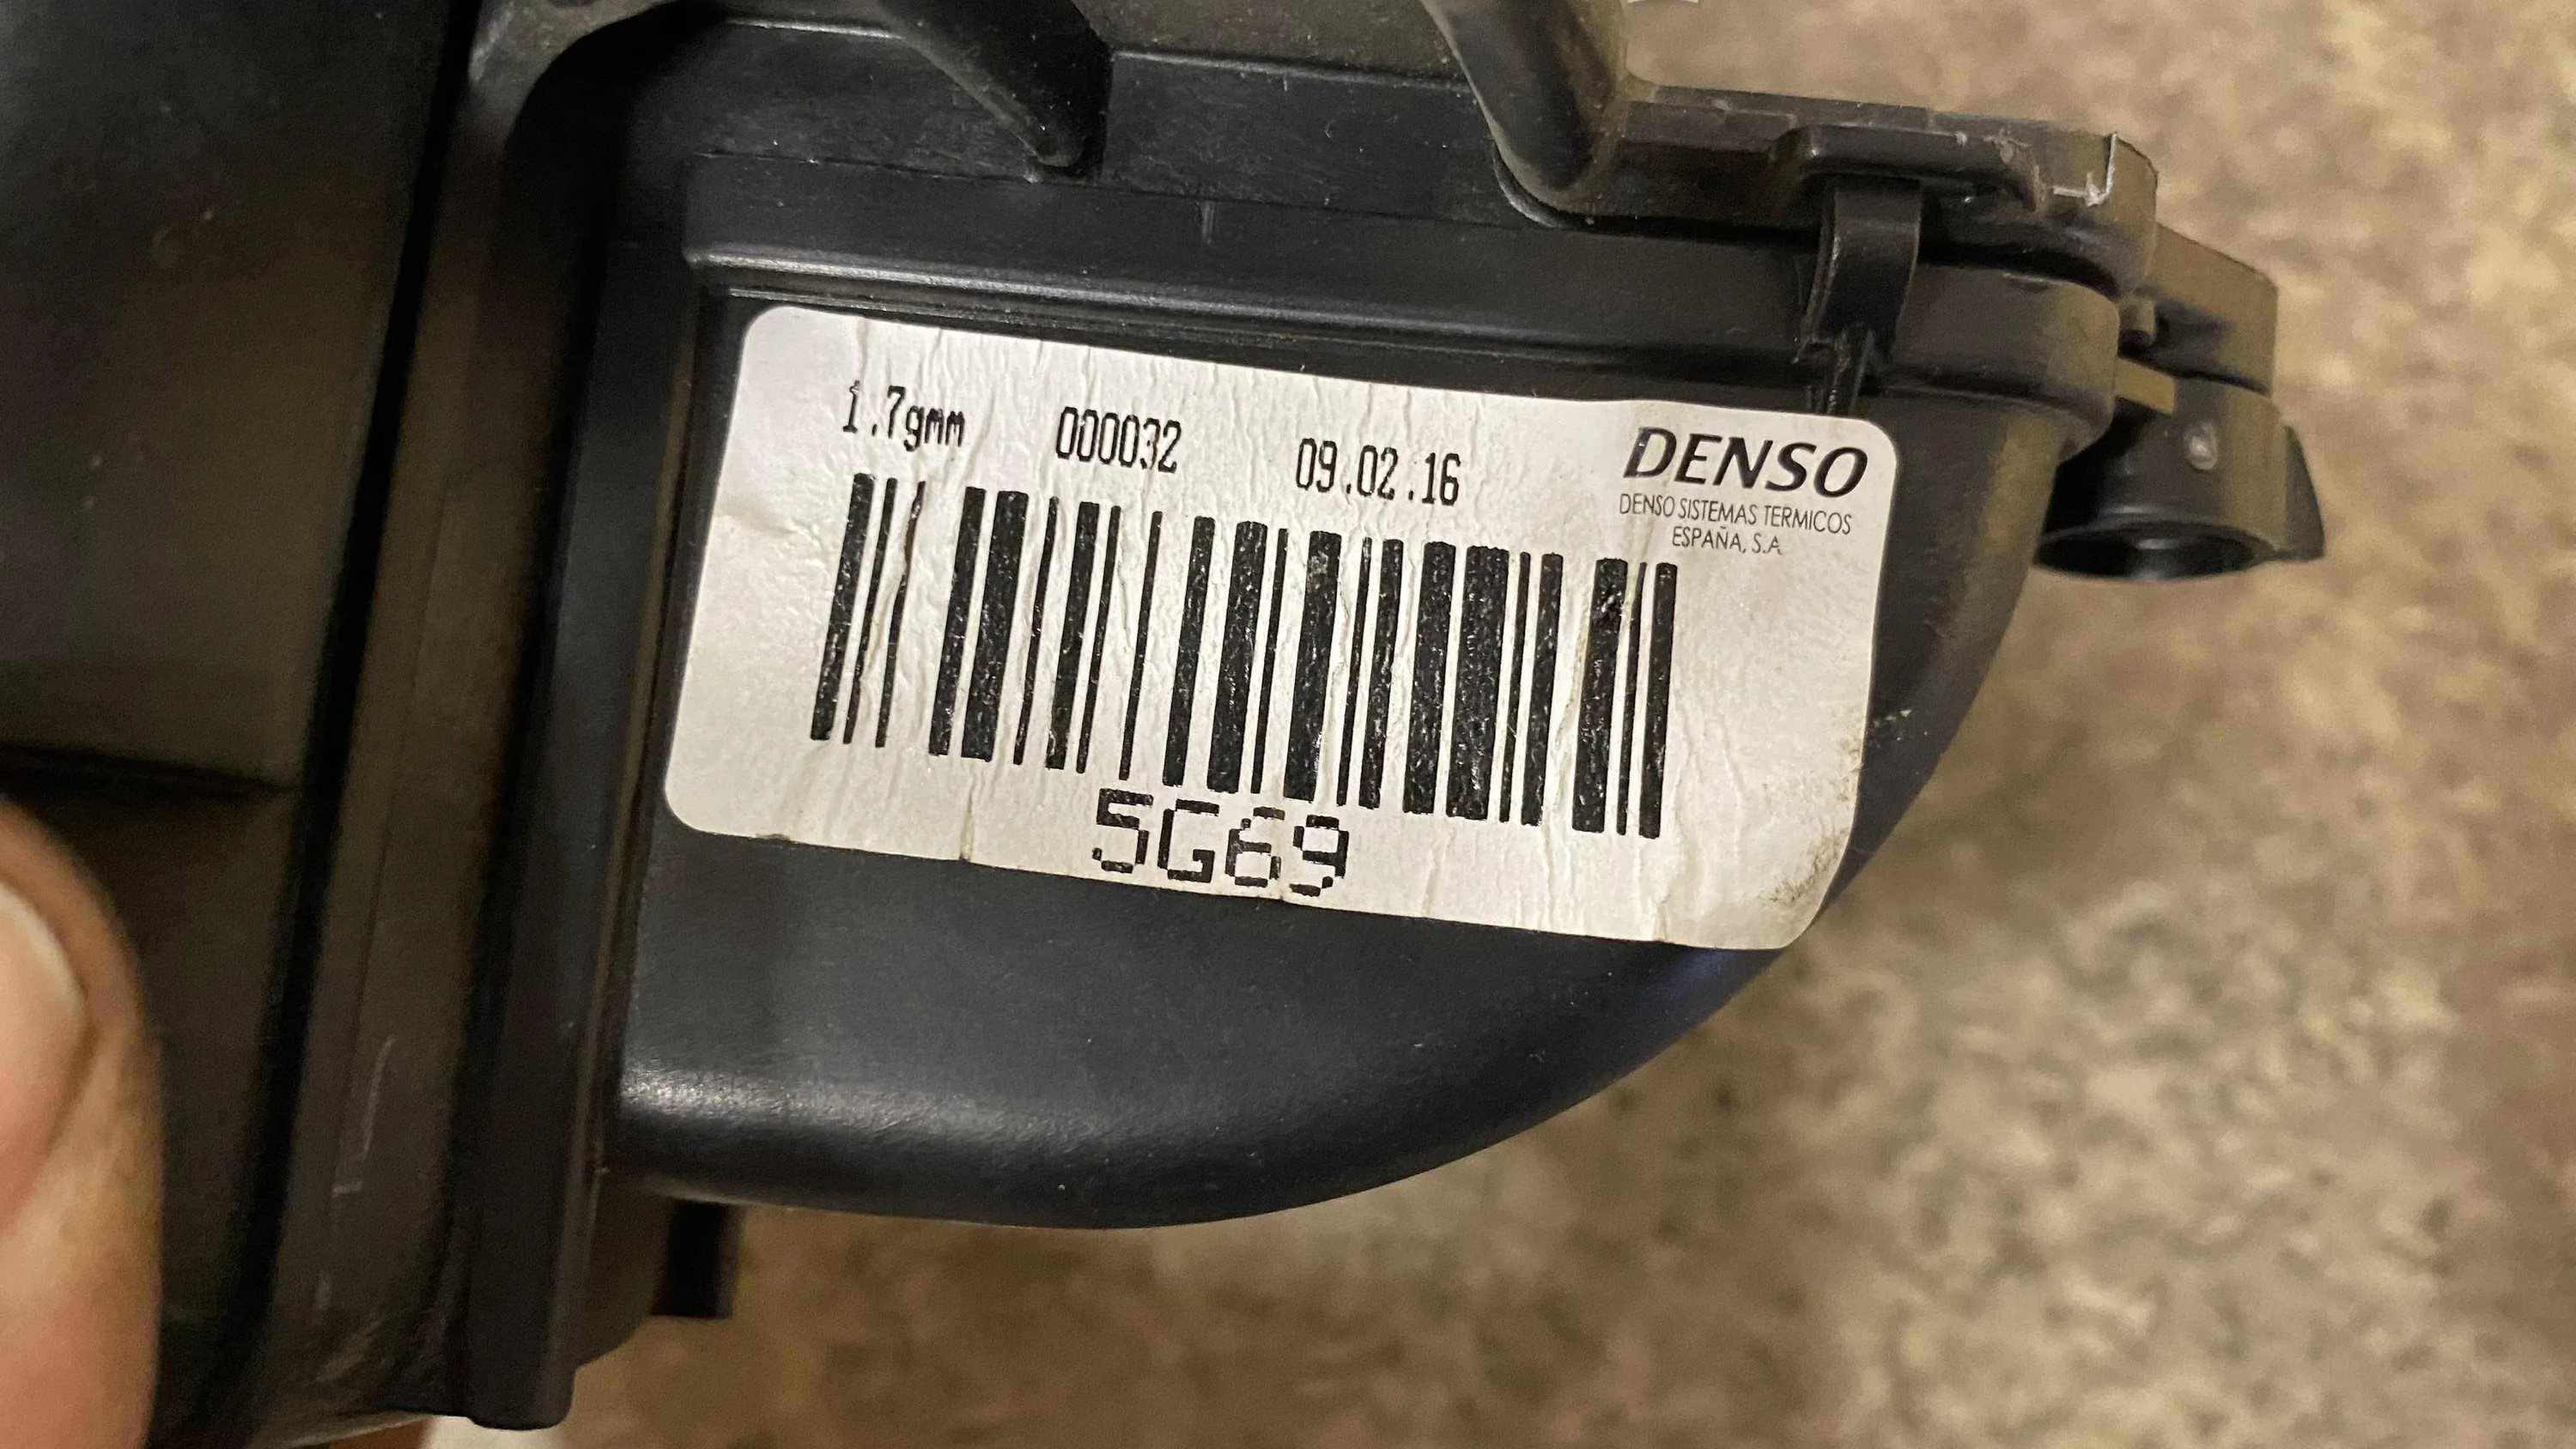 1.7gmm 000032 09.02.16
DENSO
DENSO SISTEMAS TERMICOS
ESPAÑA, S.A.
5G69